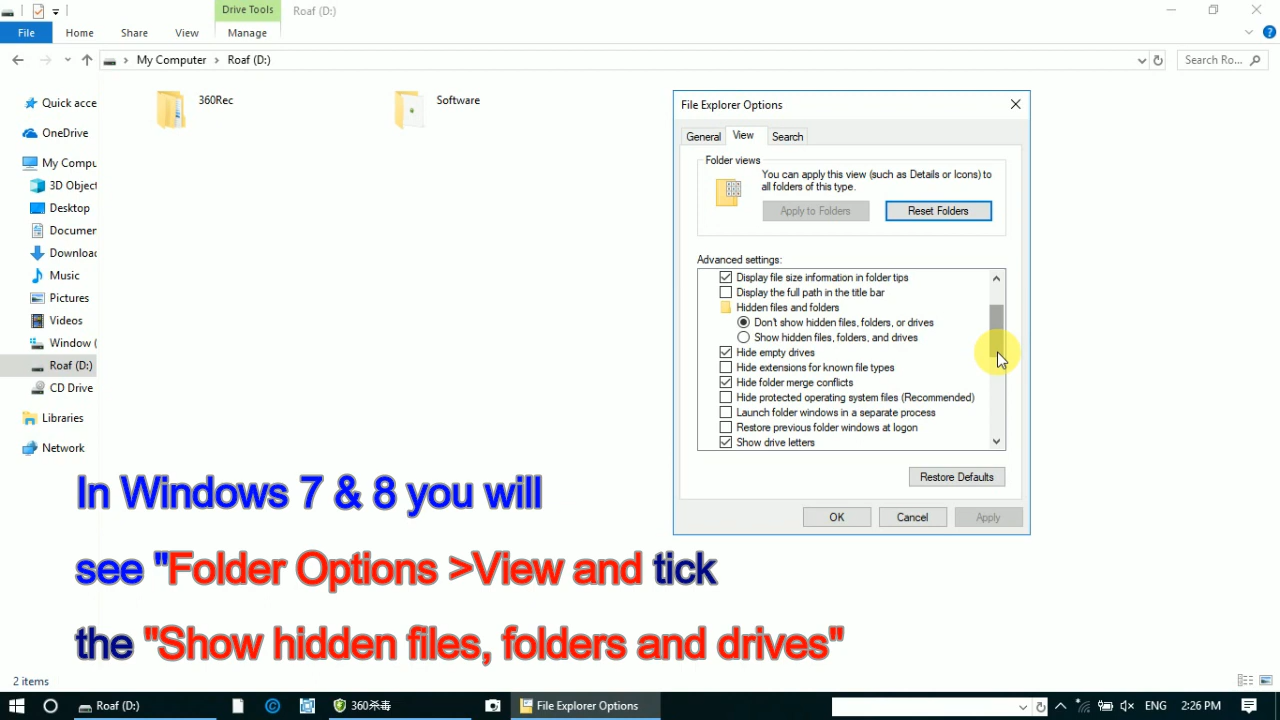 Drive Tools
Roaf (D:)
File
Home
Share
View
Manage
My Computer
Roaf (D:)
Search Ro...
Quick acce
OneDrive
My Compu
3D Object
Desktop
Documen
Download
Music
Pictures
Videos
Window (
Roaf (D:)
CD Drive
Libraries
Network
360Rec
Software
File Explorer Options
General
View
Search
Folder views
You can apply this view (such as Details or Icons) to
all folders of this type.
Apply to Folders
Reset Folders
Advanced settings:
Display file size information in folder tips
Display the full path in the title bar
Hidden files and folders
Don't show hidden files, folders, or drives
Show hidden files, folders, and drives
Hide empty drives
Hide extensions for known file types
Hide folder merge conflicts
Hide protected operating system files (Recommended)
Launch folder windows in a separate process
Restore previous folder windows at logon
Show drive letters
Restore Defaults
OK
Cancel
Apply
In Windows 7 & 8 you will
see "Folder Options >View and tick
the "Show hidden files, folders and drives"
2 items
Roaf (D:)
360杀毒
File Explorer Options
ENG
2:26 PM